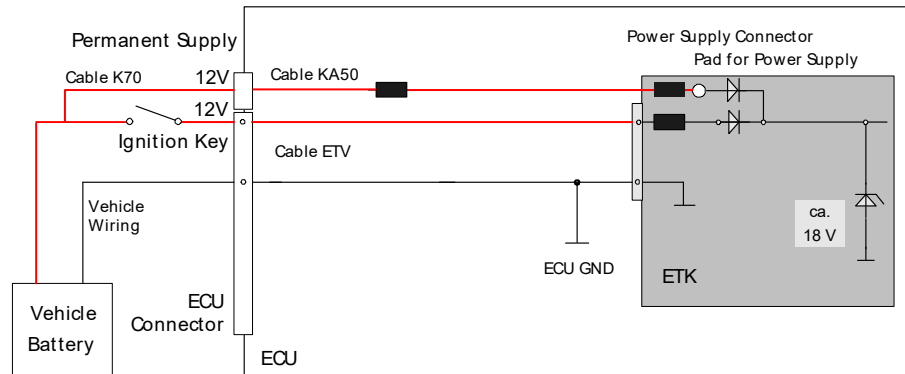 Permanent Supply
Power Supply Connector
Pad for Power Supply
Cable K70
12V
Cable KA50
12V
Ignition Key
Cable ETV
Vehicle
Wiring
ca.
18 V
ECU GND
ETK
ECU
Connector
Vehicle
Battery
ECU